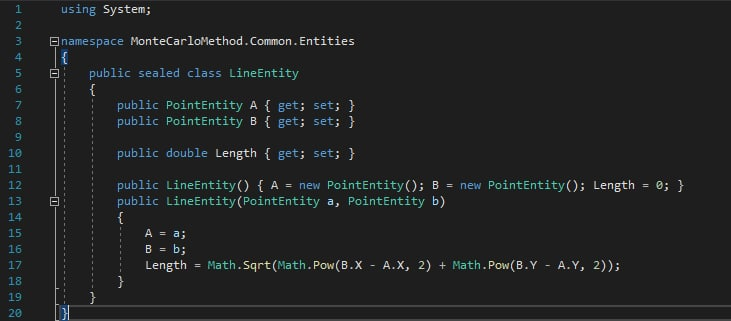 1 using System;
2
3 namespace MonteCarloMethod.Common.Entities
4 {
5 public sealed class LineEntity
6 {
7 public PointEntity A { get; set; }
8 public PointEntity B { get; set; }
9
10 public double Length { get; set; }
11
12 public LineEntity() { A = new PointEntity(); B = new PointEntity(); Length = 0; }
13 public LineEntity(PointEntity a, PointEntity b)
14 {
15 A = a;
16 B = b;
17 Length = Math.Sqrt(Math.Pow(B.X - A.X, 2) + Math.Pow(B.Y - A.Y, 2));
18 }
19 }
20 }